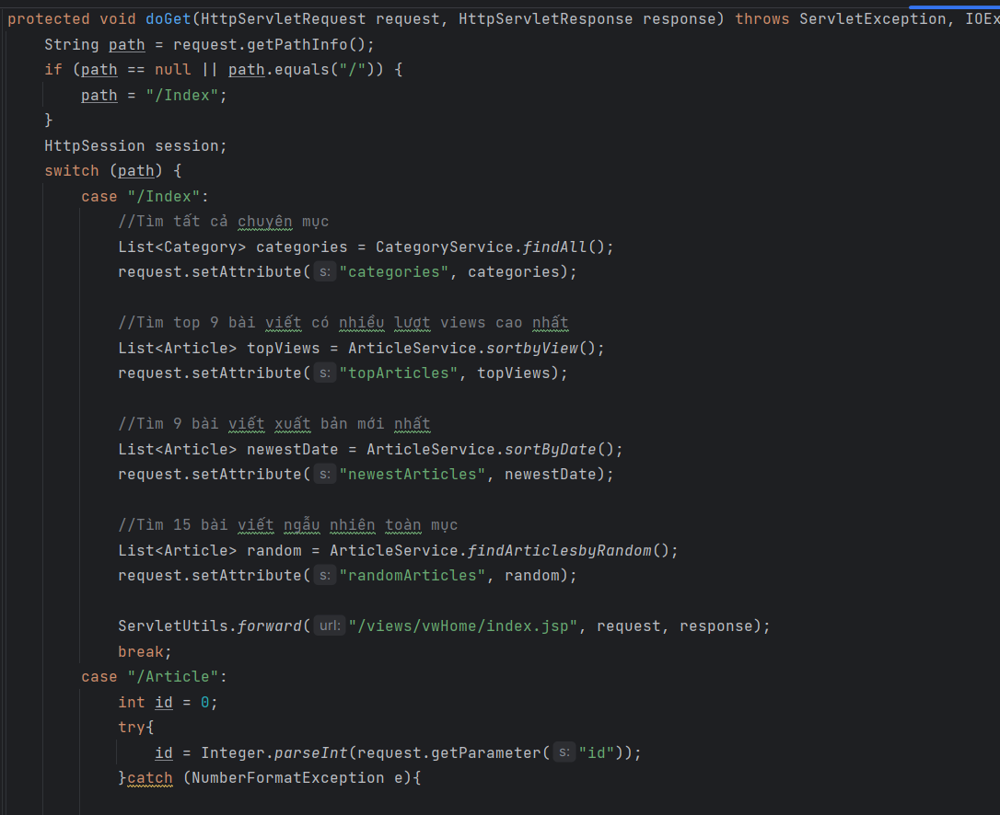 protected void doGet(HttpServletRequest request, HttpServletResponse response) throws ServletException, IOEx
String path = request.getPathInfo();
if (path == null || path.equals("/")) {
path = "/Index";
}
HttpSession session;
switch (path) {
case "/Index":
//Tìm tất cả chuyên mục
List<Category> categories = CategoryService.findAll();
request.setAttribute( s: "categories", categories);
//Tìm top 9 bài viết có nhiều lượt views cao nhất
List<Article> topViews = ArticleService.sortbyView();
request.setAttribute( s: "topArticles", topViews);
//Tìm 9 bài viết xuất bản mới nhất
List<Article> newestDate = ArticleService.sortByDate();
request.setAttribute( s: "newestArticles", newestDate);
//Tìm 15 bài viết ngẫu nhiên toàn mục
List<Article> random = ArticleService.findArticlesbyRandom();
request.setAttribute( s: "randomArticles", random);
ServletUtils.forward( url: "/views/vwHome/index.jsp", request, response);
break;
case "/Article":
int id = 0;
try{
id = Integer.parseInt(request.getParameter( s: "id"));
}catch (NumberFormatException e){